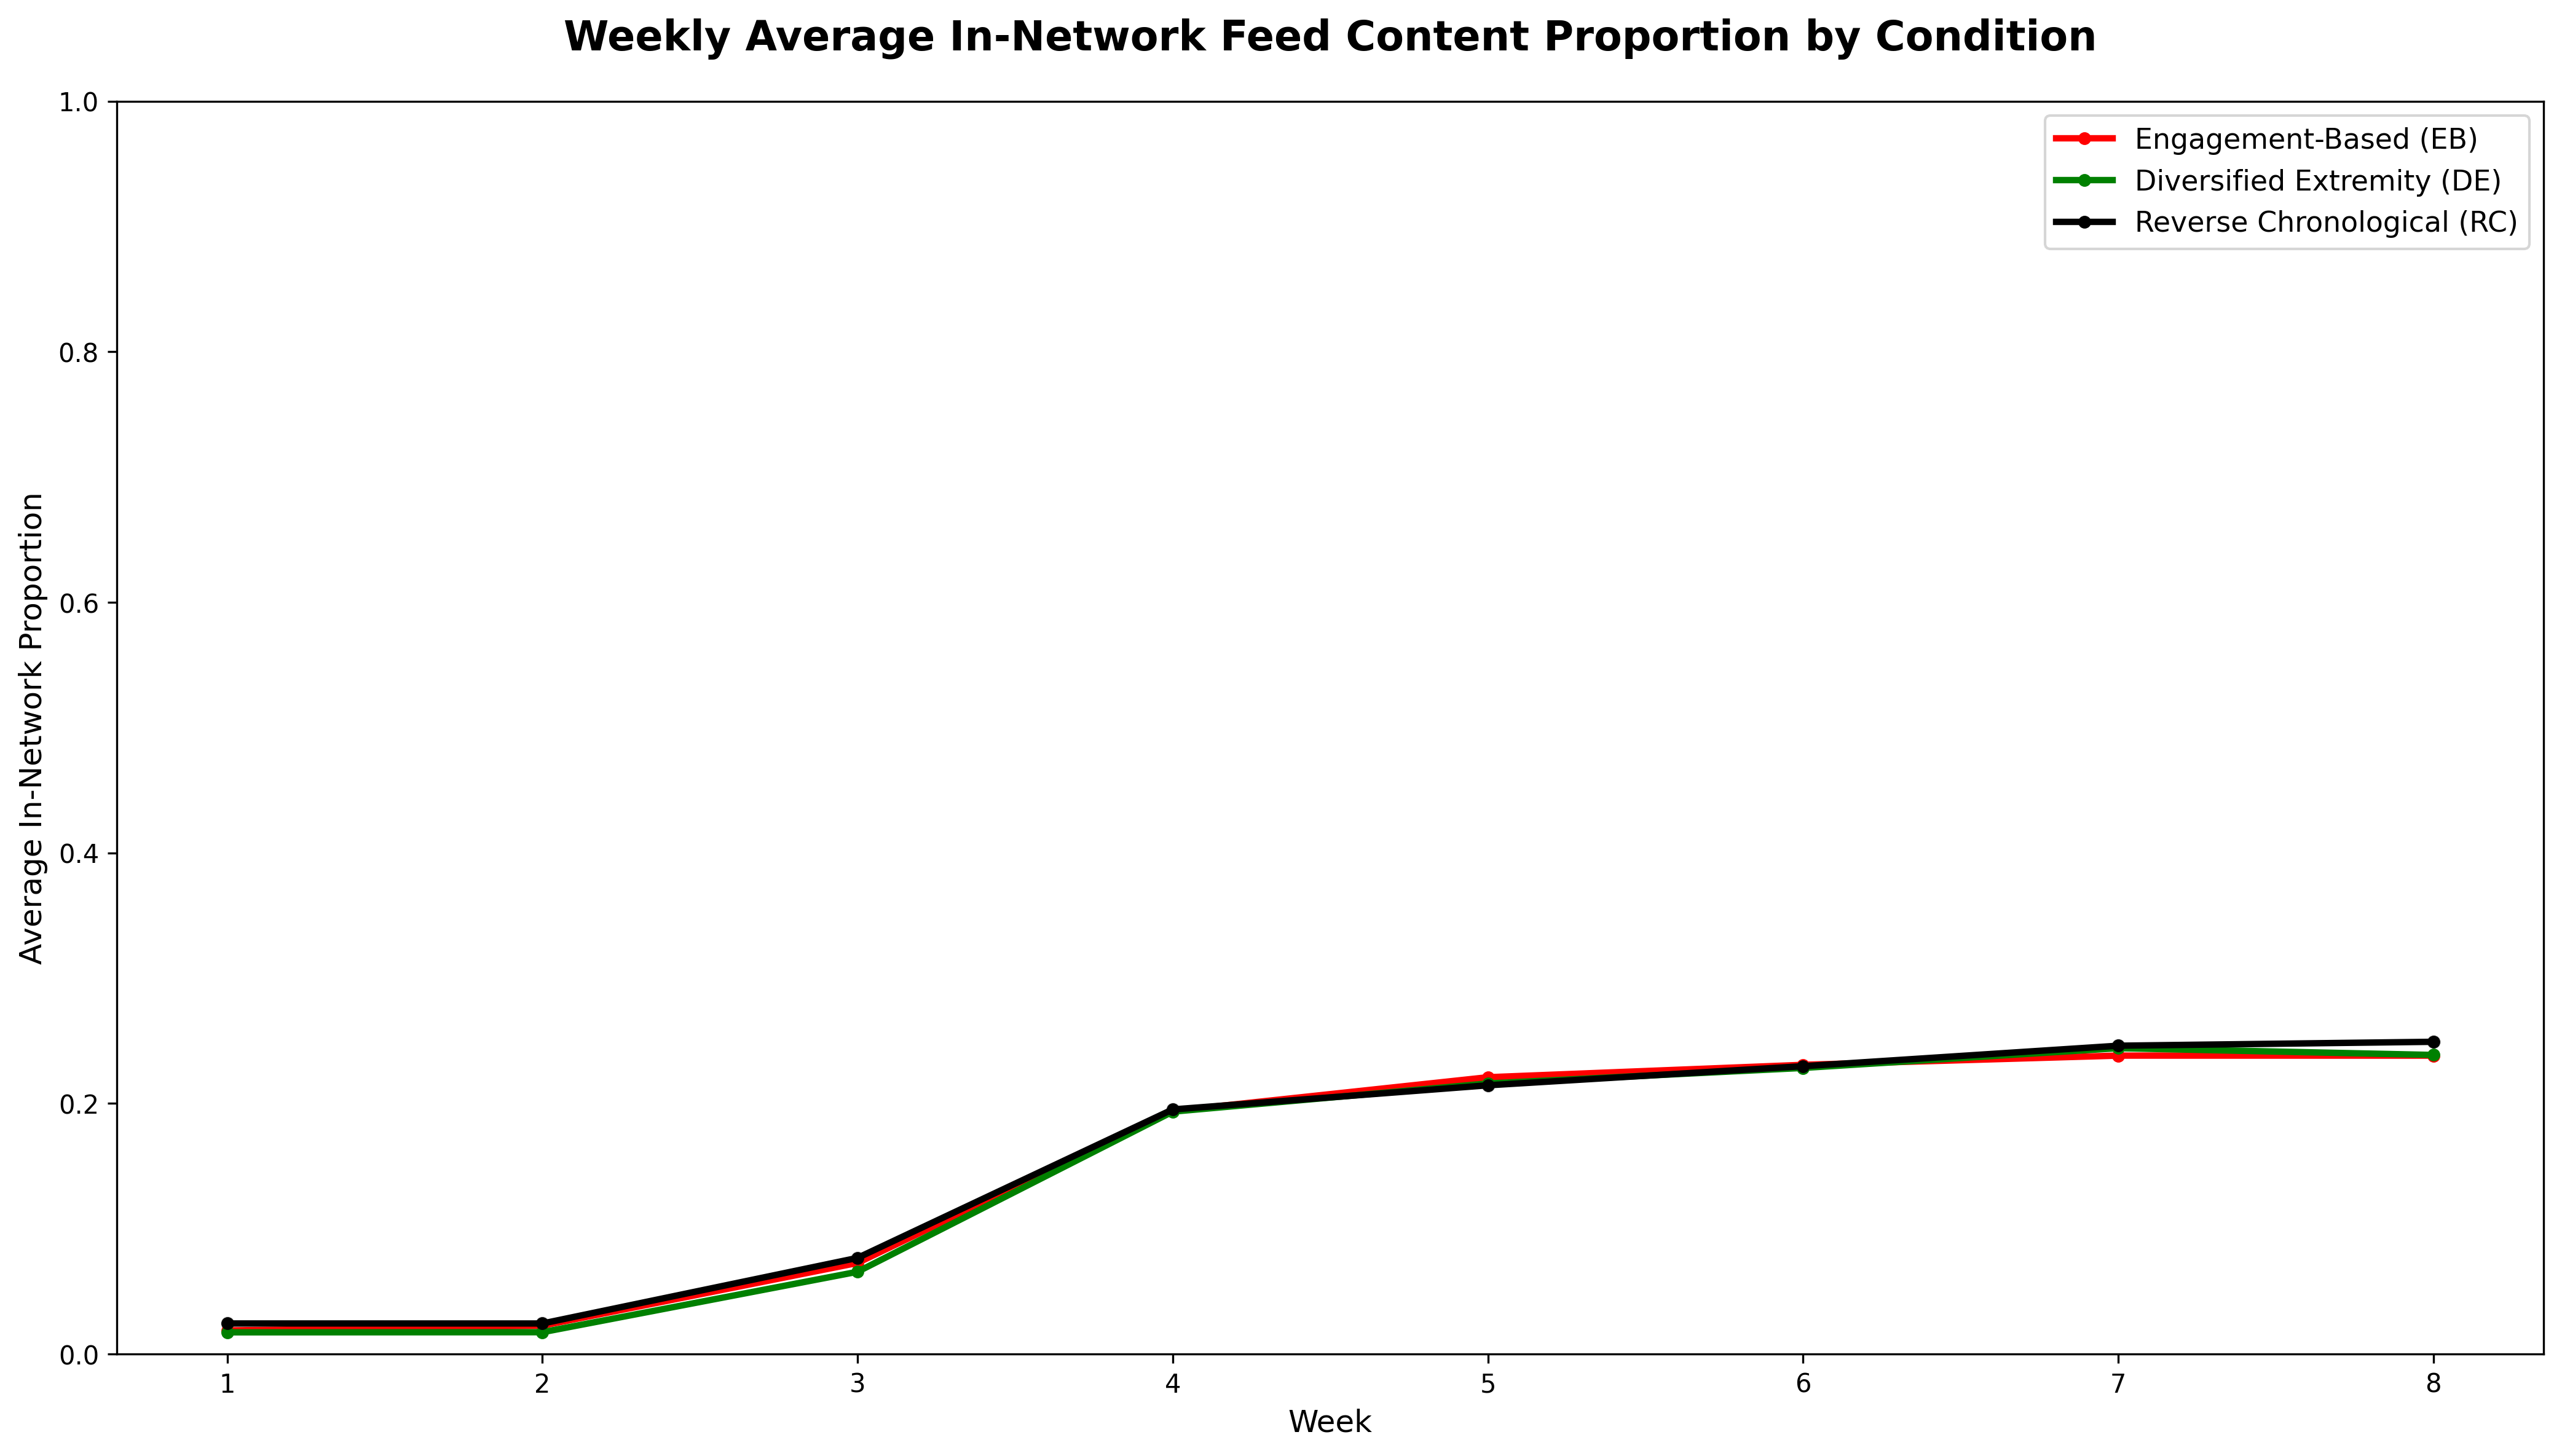 Weekly Average In-Network Feed Content Proportion by Condition
1.0
0.8
0.6
0.4
0.2
0.0
Average In-Network Proportion
Engagement-Based (EB)
Diversified Extremity (DE)
Reverse Chronological (RC)
1 2 3 4 5 6 7 8
Week